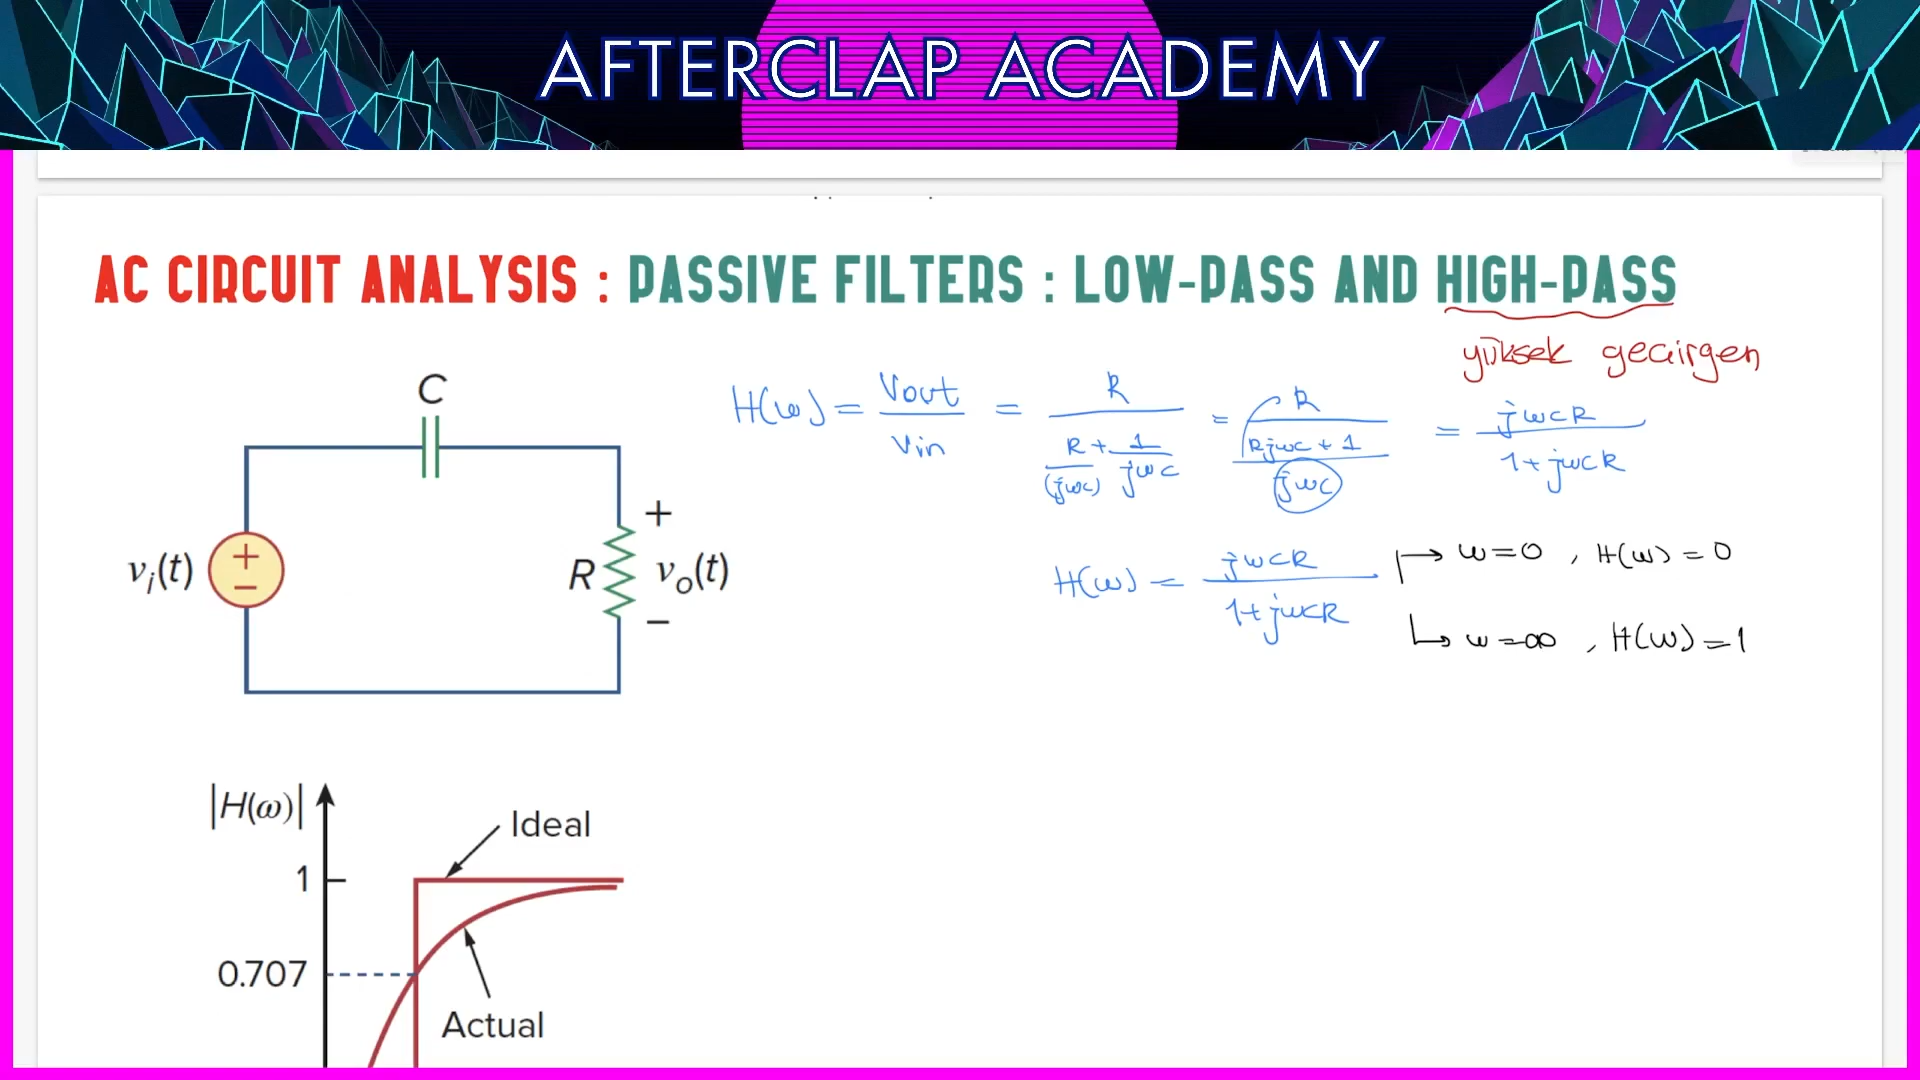 AFTERCLAP ACADEMY
AC CIRCUIT ANALYSIS : PASSIVE FILTERS : LOW-PASS AND HIGH-PASS
yüksek geçirgen
H(ω) = Vout / Vin = R / (R + 1/jωC) (jωC) = R / ((Rjωc + 1) / jωC) = jωCR / (1+jωCR)
C
+
vi(t) + − R vo(t)
−
H(ω) = jωCR / (1+jωCR)
→ ω=0 , H(ω) = 0
↳ ω=∞ , H(ω) = 1
|H(ω)|
Ideal
1
0.707
Actual